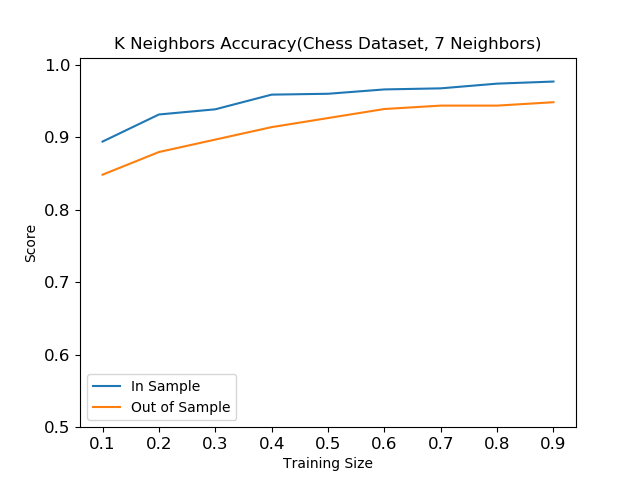 K Neighbors Accuracy(Chess Dataset, 7 Neighbors)
1.0
0.9
0.8
0.7
0.6
0.5
Score
In Sample
Out of Sample
0.1 0.2 0.3 0.4 0.5 0.6 0.7 0.8 0.9
Training Size